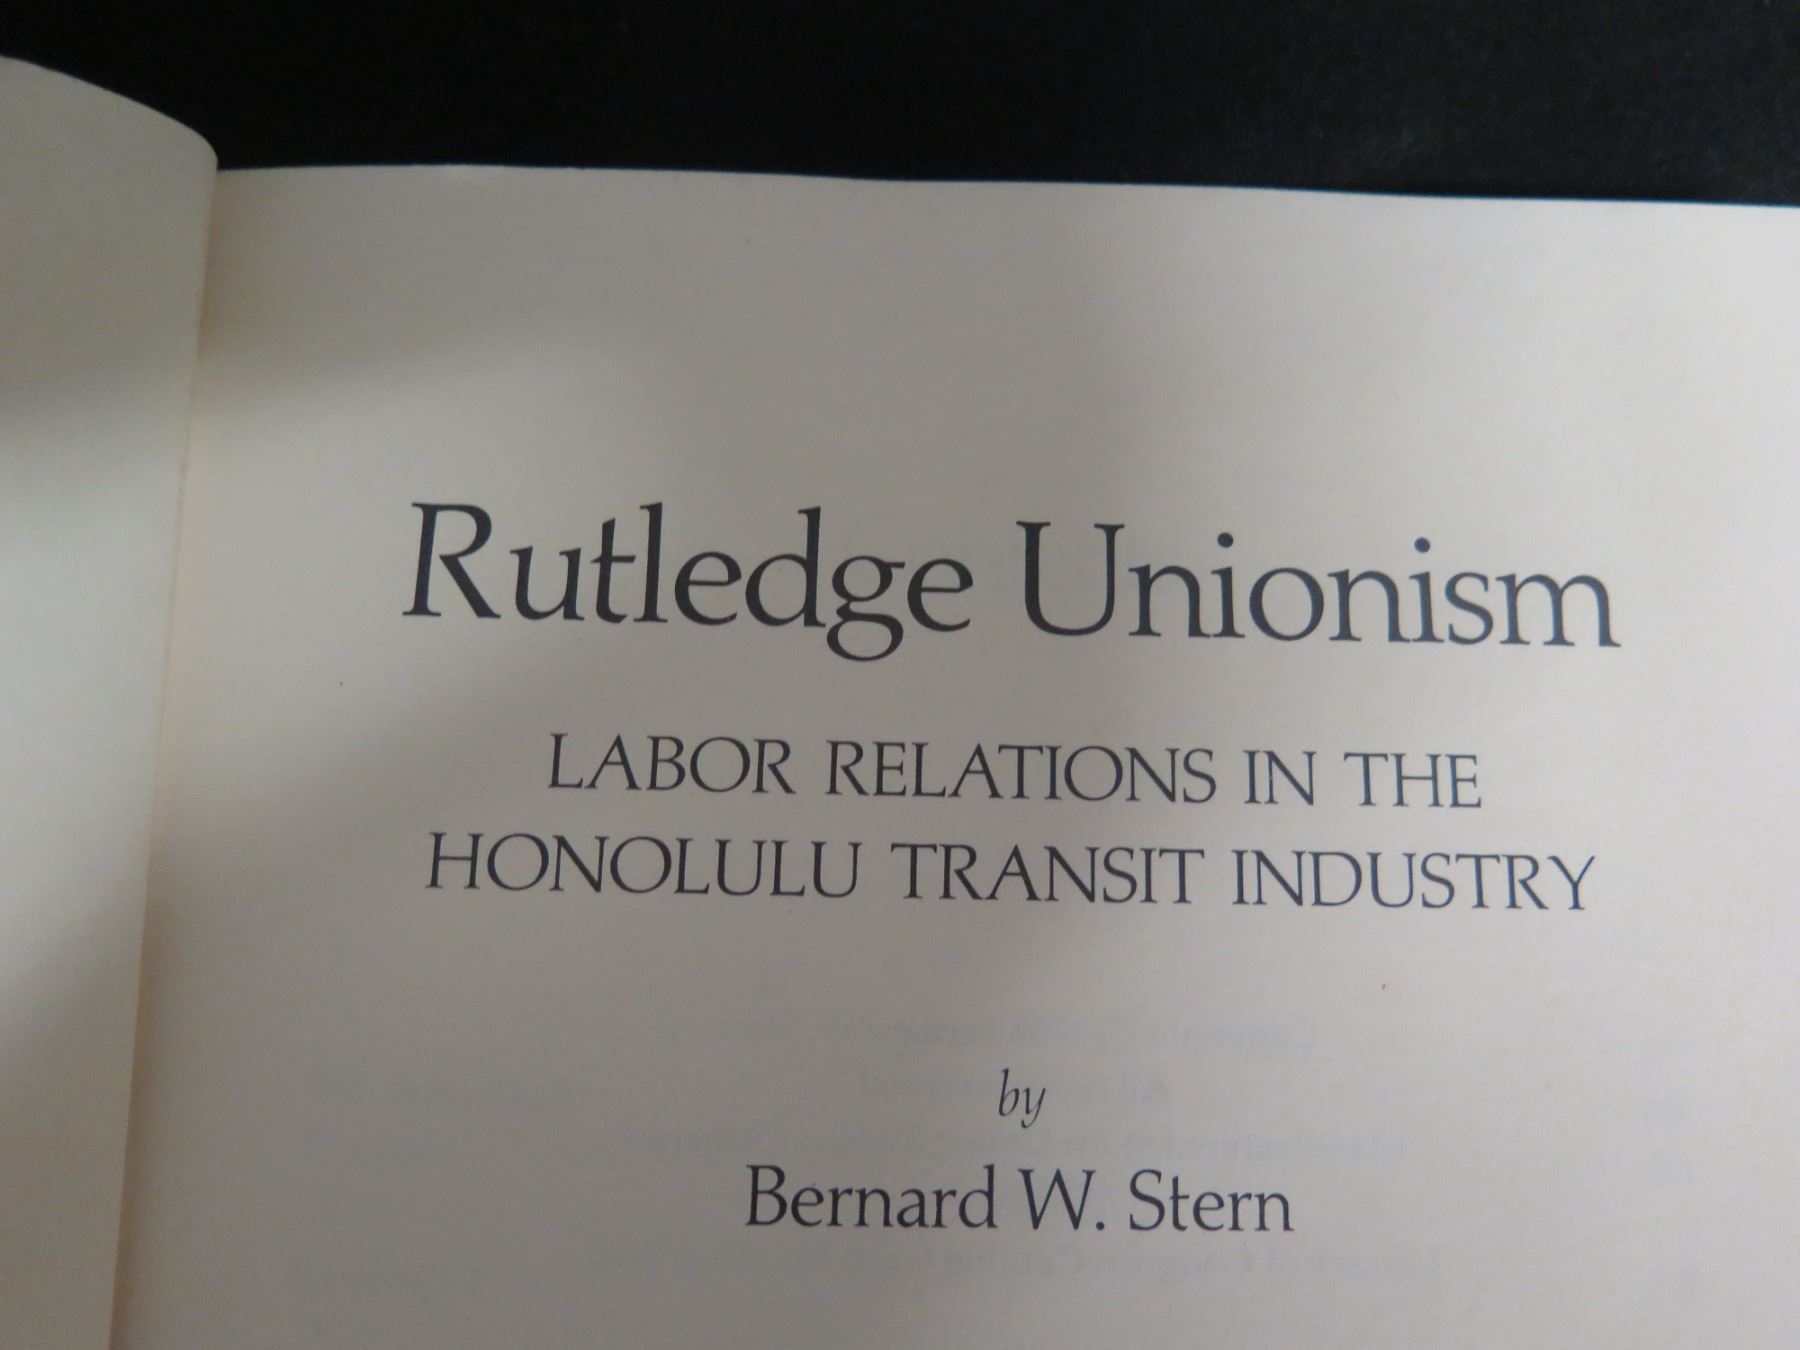 Rutledge Unionism
LABOR RELATIONS IN THE
HONOLULU TRANSIT INDUSTRY
by
Bernard W. Stern